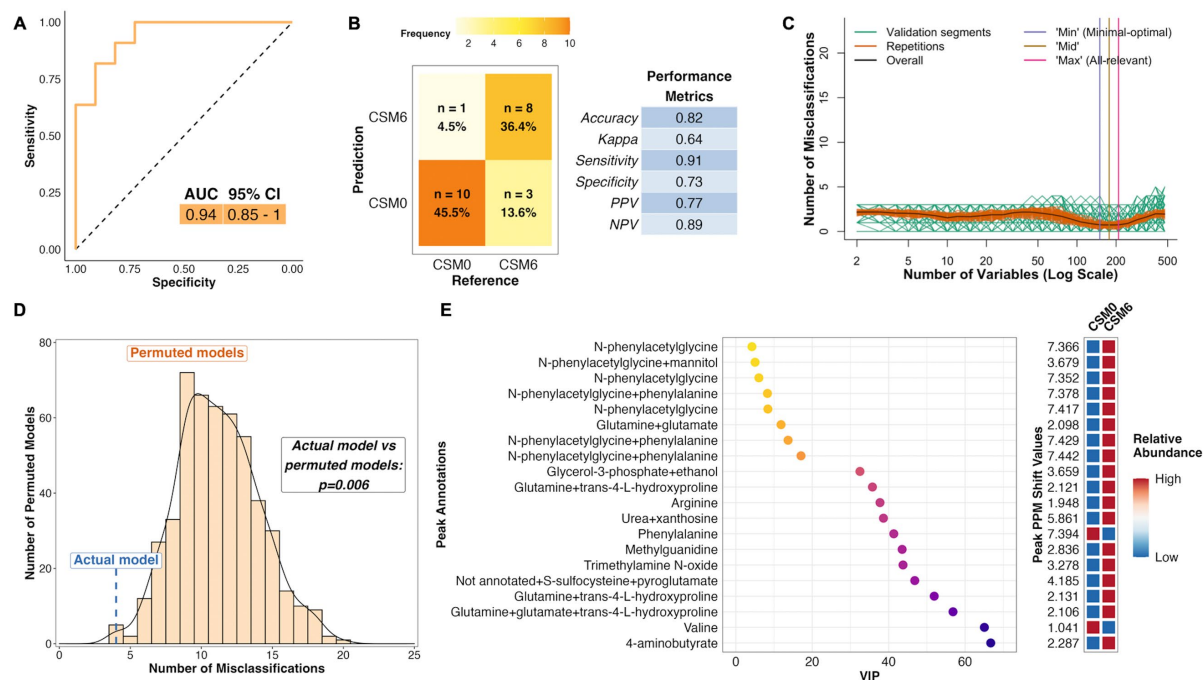 A
1.00
0.75
0.50
0.25
0.00
Sensitivity
1.00
0.75
0.50
0.25
0.00
Specificity
AUC 95% CI
0.94 0.85 - 1
B
Frequency
2 4 6 8 10
Prediction
CSM6
CSM0
n = 1
4.5%
n = 8
36.4%
n = 10
45.5%
n = 3
13.6%
CSM0 CSM6
Reference
Performance
Metrics
Accuracy 0.82
Kappa 0.64
Sensitivity 0.91
Specificity 0.73
PPV 0.77
NPV 0.89
C
Number of Misclassifications
20
15
10
5
0
Validation segments
Repetitions
Overall
'Min' (Minimal-optimal)
'Mid'
'Max' (All-relevant)
2 5 10 20 50 100 200 500
Number of Variables (Log Scale)
D
Number of Permuted Models
80
60
40
20
0
Permuted models
Actual model
Actual model vs
permuted models:
p=0.006
0 5 10 15 20 25
Number of Misclassifications
E
CSM0
CSM6
Peak Annotations
N-phenylacetylglycine 7.366
N-phenylacetylglycine+mannitol 3.679
N-phenylacetylglycine 7.352
N-phenylacetylglycine+phenylalanine 7.378
N-phenylacetylglycine 7.417
Glutamine+glutamate 2.098
N-phenylacetylglycine+phenylalanine 7.429
N-phenylacetylglycine+phenylalanine 7.442
Glycerol-3-phosphate+ethanol 3.659
Glutamine+trans-4-L-hydroxyproline 2.121
Arginine 1.948
Urea+xanthosine 5.861
Phenylalanine 7.394
Methylguanidine 2.836
Trimethylamine N-oxide 3.278
Not annotated+S-sulfocysteine+pyroglutamate 4.185
Glutamine+trans-4-L-hydroxyproline 2.131
Glutamine+glutamate+trans-4-L-hydroxyproline 2.106
Valine 1.041
4-aminobutyrate 2.287
0 20 40 60
VIP
Peak PPM Shift Values
Relative
Abundance
High
Low